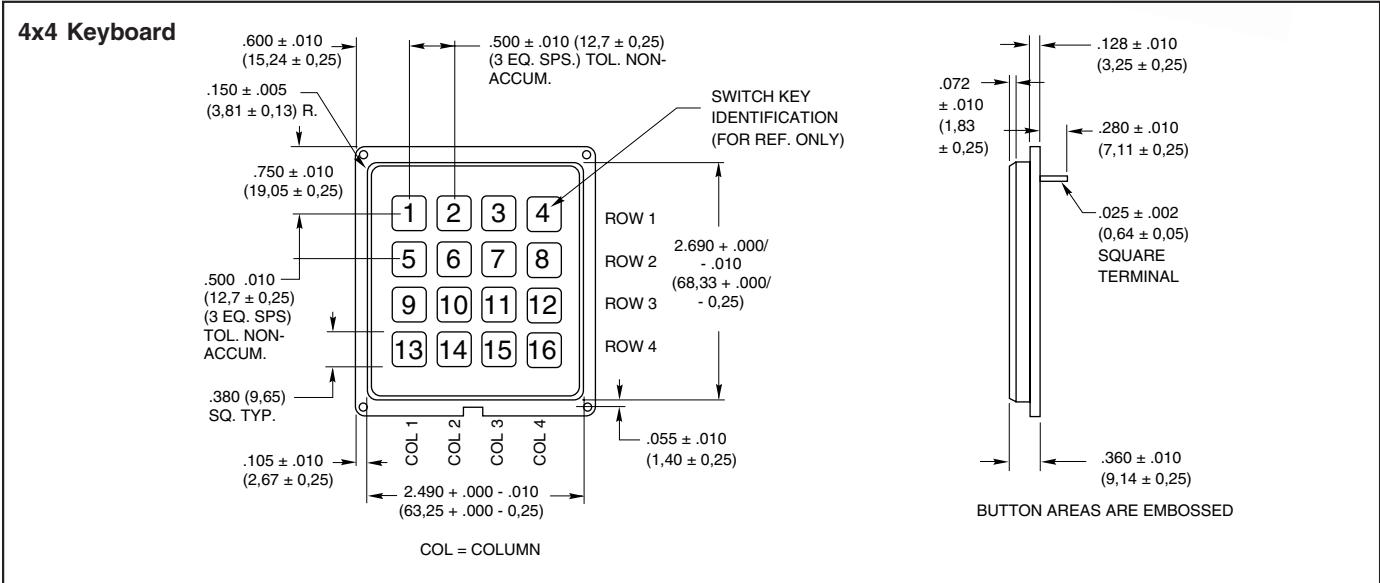 4x4 Keyboard
.600 ± .010
(15,24 ± 0,25)
.500 ± .010 (12,7 ± 0,25)
(3 EQ. SPS.) TOL. NON-
ACCUM.
.150 ± .005
(3,81 ± 0,13) R.
SWITCH KEY
IDENTIFICATION
(FOR REF. ONLY)
.750 ± .010
(19,05 ± 0,25)
1 2 3 4
ROW 1
5 6 7 8
ROW 2
9 10 11 12
ROW 3
13 14 15 16
ROW 4
.500 .010
(12,7 ± 0,25)
(3 EQ. SPS)
TOL. NON-
ACCUM.
2.690 + .000/
- .010
(68,33 + .000/
- 0,25)
.380 (9,65)
SQ. TYP.
COL 1
COL 2
COL 3
COL 4
.055 ± .010
(1,40 ± 0,25)
.105 ± .010
(2,67 ± 0,25)
2.490 + .000 - .010
(63,25 + .000 - 0,25)
COL = COLUMN
.128 ± .010
(3,25 ± 0,25)
.072
± .010
(1,83
± 0,25)
.280 ± .010
(7,11 ± 0,25)
.025 ± .002
(0,64 ± 0,05)
SQUARE
TERMINAL
.360 ± .010
(9,14 ± 0,25)
BUTTON AREAS ARE EMBOSSED